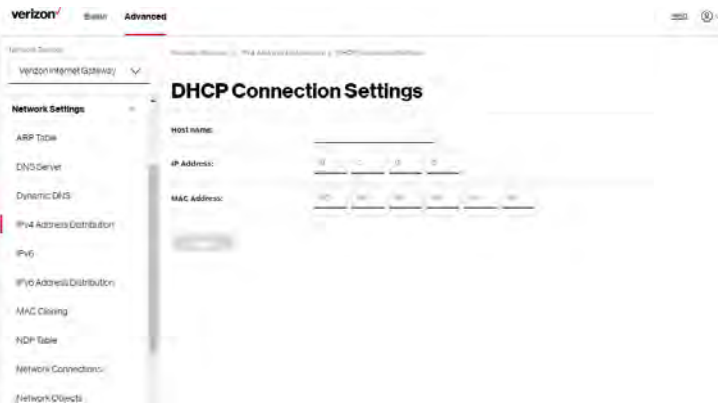 verizon✓ Basic Advanced
Verizon Internet Gateway
DHCP Connection Settings
Network Settings
Host name:
ARP Table
IP Address:
DNS Server
Dynamic DNS
MAC Address:
IPv4 Address Distribution
IPv6
IPv6 Address Distribution
MAC Cloning
NDP Table
Network Connections
Network Objects